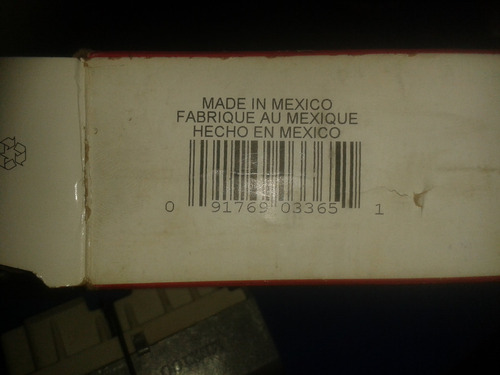 MADE IN MEXICO
FABRIQUE AU MEXIQUE
HECHO EN MEXICO
0 91769 03365 1